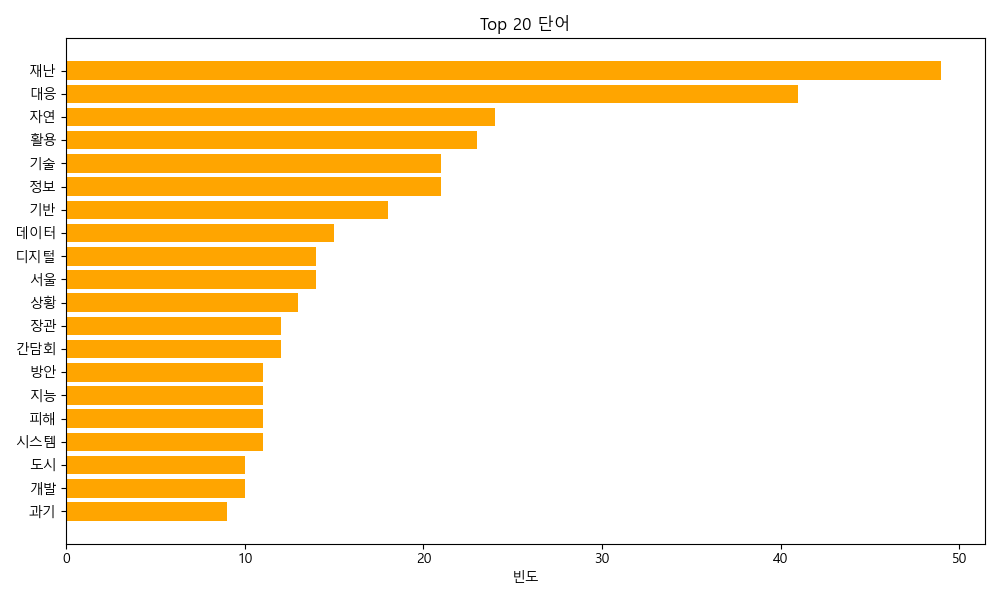 Top 20 단어
재난
대응
자연
활용
기술
정보
기반
데이터
디지털
서울
상황
장관
간담회
방안
지능
피해
시스템
도시
개발
과기
0 10 20 30 40 50
빈도